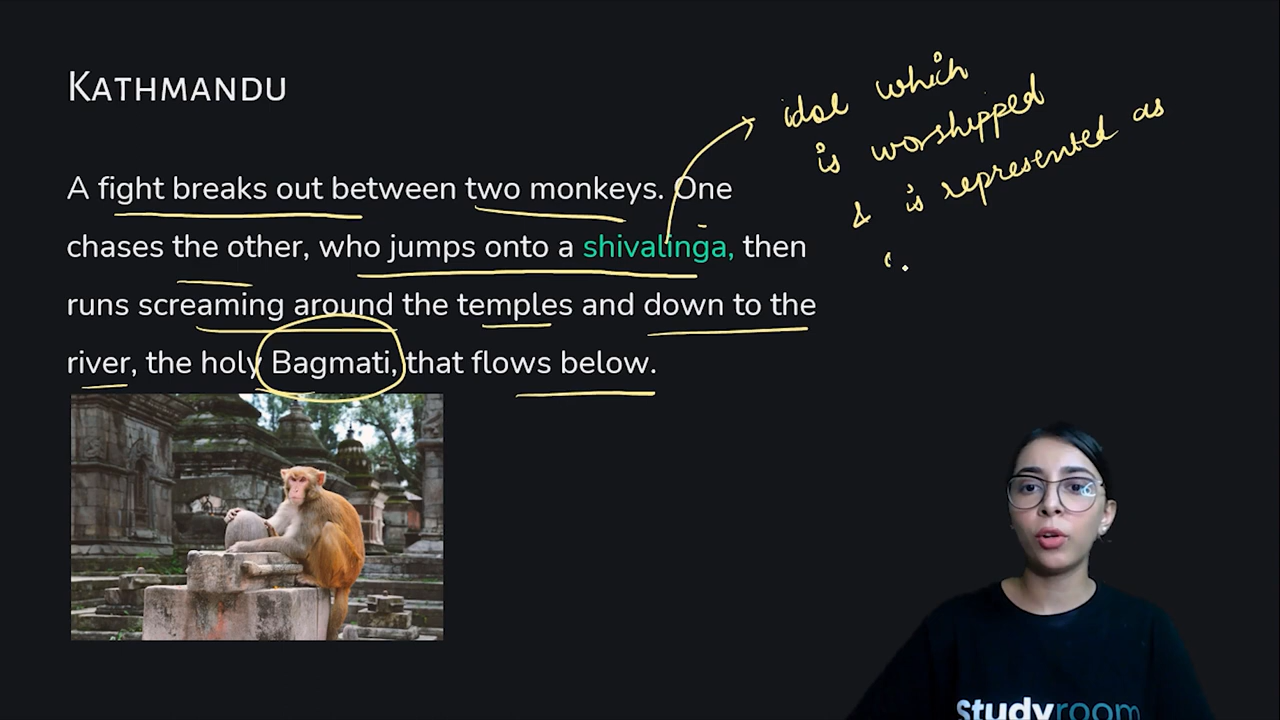 KATHMANDU
A fight breaks out between two monkeys. One
chases the other, who jumps onto a shivalinga, then
runs screaming around the temples and down to the
river, the holy Bagmati, that flows below.
idol which
is worshipped
& is represented as
Studyroom